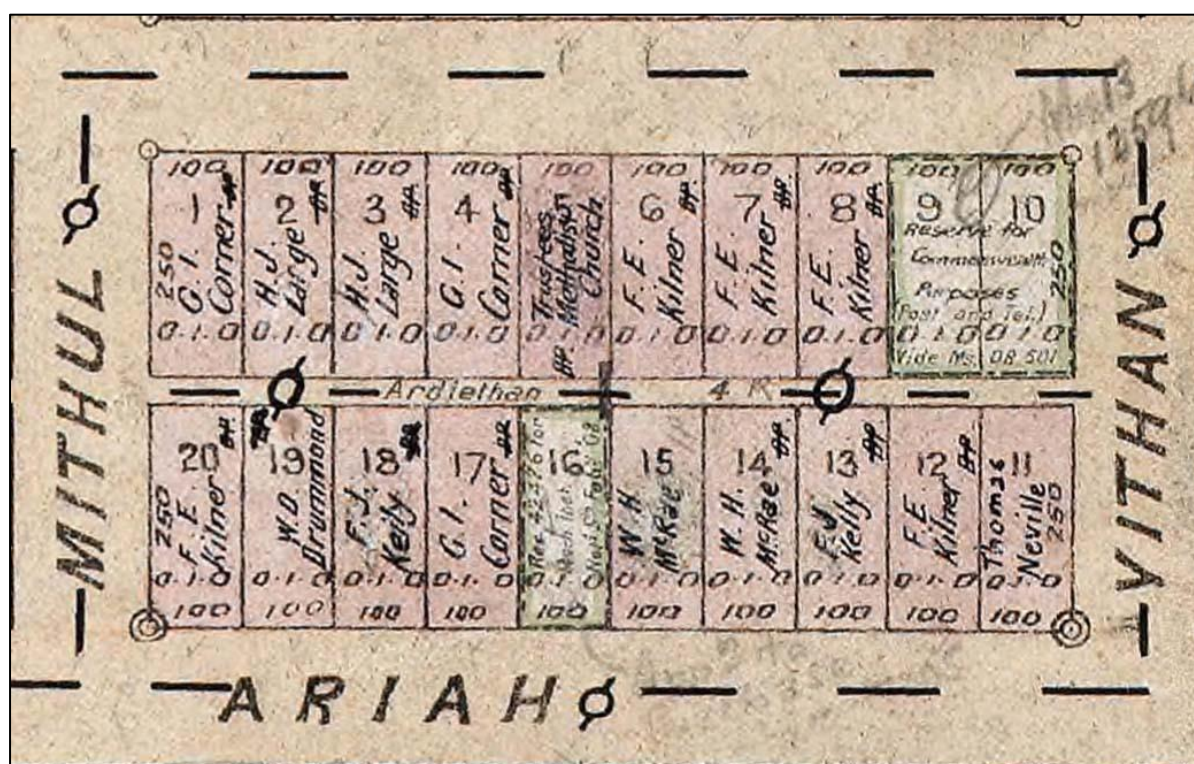 100 100 100 100 100 100 100 100 100 100
1 2 3 4 6 7 8 9 10
250
G. I. Corner
H. J. Large
H. J. Large
G. I. Corner
Trustees
Methodist
Church
F. E. Kilner
F. E. Kilner
F. E. Kilner
Reserve for
Commonwealth
Purposes
(Post and Tel.)
Vide Ms. 08 501
250
0.1.0 0.1.0 0.1.0 0.1.0 0.1.0 0.1.0 0.1.0 0.1.0 0.1.0 0.1.0
Ardlethan
MITHUL
YITHAN
20 19 18 17 16 15 14 13 12 11
250
F. E. Kilner
W. D. Drummond
F. J. Kelly
G. I. Corner
W. H. McRae
W. H. McRae
F. J. Kelly
F. E. Kilner
Thomas Neville
250
0.1.0 0.1.0 0.1.0 0.1.0 0.1.0 0.1.0 0.1.0 0.1.0 0.1.0 0.1.0
100 100 100 100 100 100 100 100 100 100
ARIAH